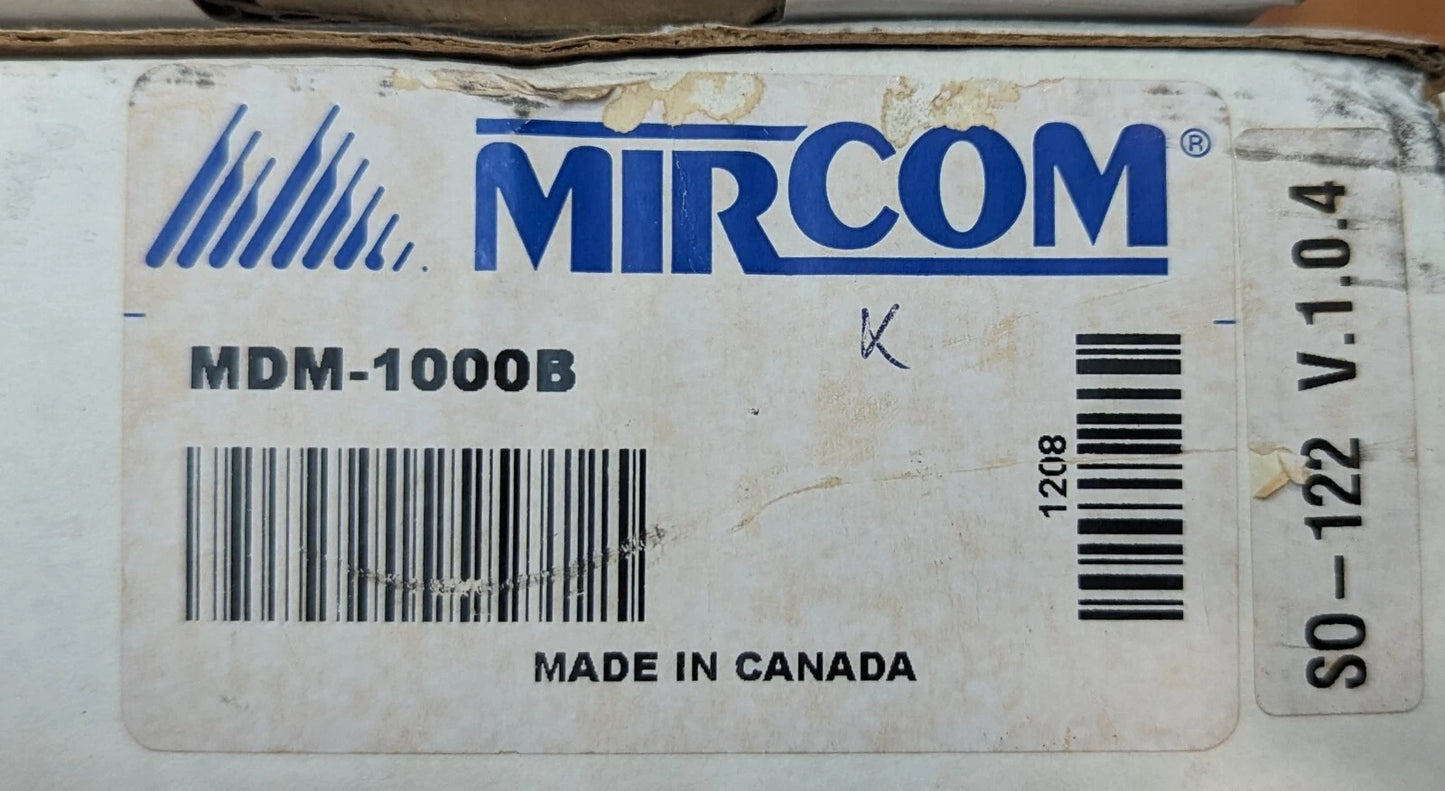 MIRCOM®
MDM-1000B
K
1208
MADE IN CANADA
SO-122 V.1.0.4